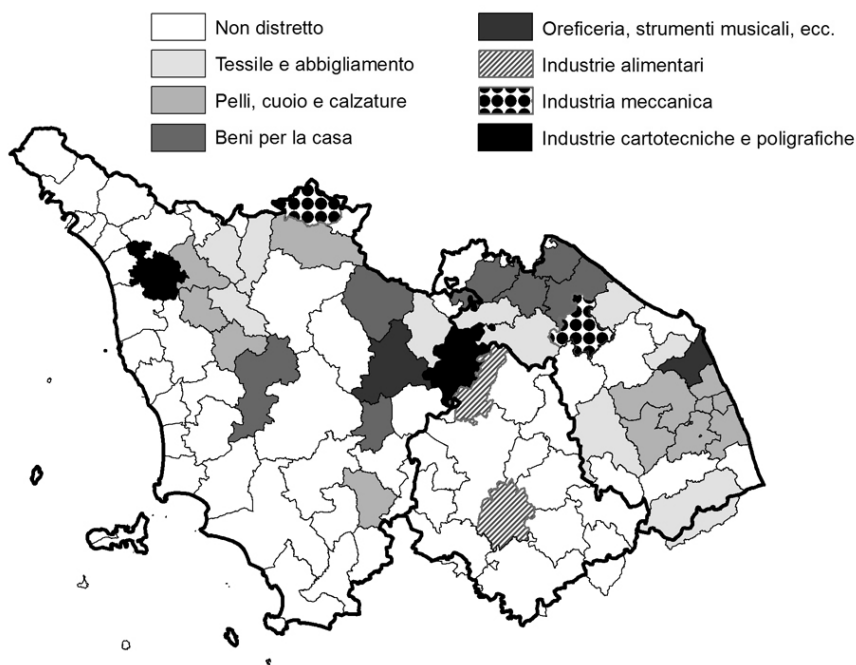 Non distretto
Tessile e abbigliamento
Pelli, cuoio e calzature
Beni per la casa
Oreficeria, strumenti musicali, ecc.
Industrie alimentari
Industria meccanica
Industrie cartotecniche e poligrafiche